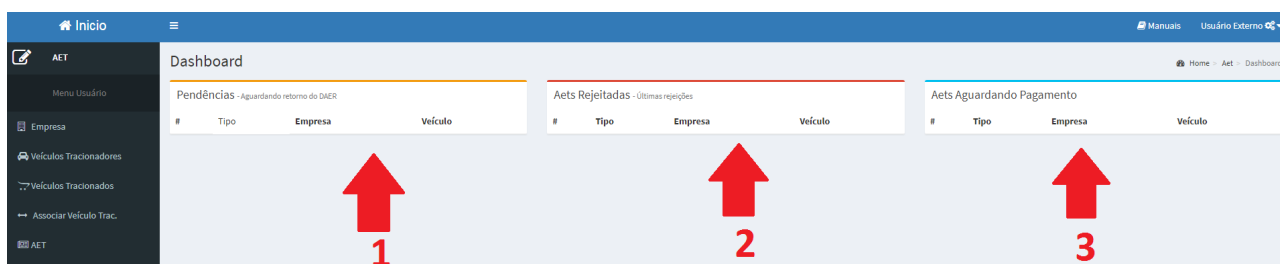 Inicio
Manuais Usuário Externo
AET
Dashboard
Home > Aet > Dashboard
Menu Usuário
Pendências - Aguardando retorno do DAER
# Tipo Empresa Veículo
Aets Rejeitadas - Últimas rejeições
# Tipo Empresa Veículo
Aets Aguardando Pagamento
# Tipo Empresa Veículo
Empresa
Veículos Tracionadores
Veículos Tracionados
Associar Veículo Trac.
AET
1
2
3